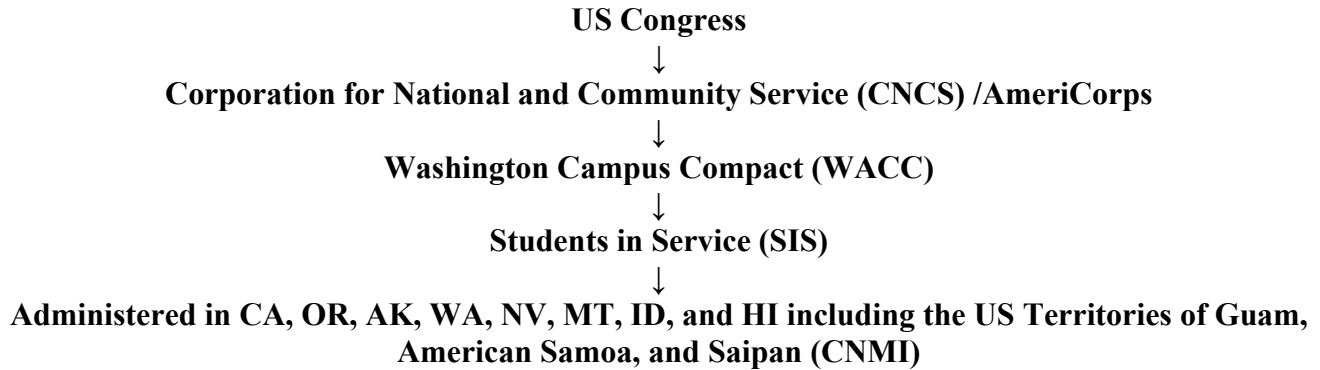 US Congress
↓
Corporation for National and Community Service (CNCS) /AmeriCorps
↓
Washington Campus Compact (WACC)
↓
Students in Service (SIS)
↓
Administered in CA, OR, AK, WA, NV, MT, ID, and HI including the US Territories of Guam,
American Samoa, and Saipan (CNMI)